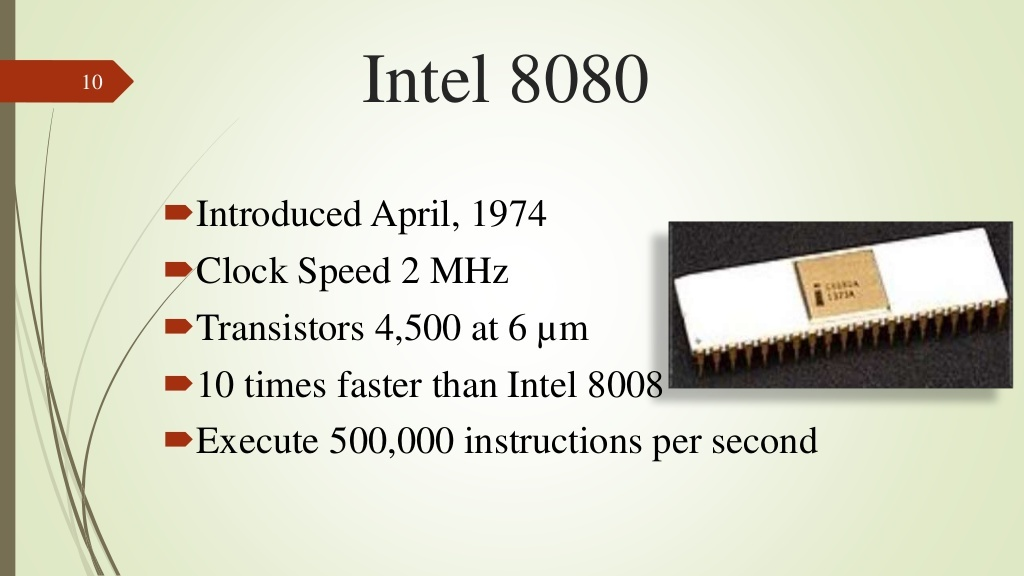 10
Intel 8080
Introduced April, 1974
Clock Speed 2 MHz
Transistors 4,500 at 6 µm
10 times faster than Intel 8008
Execute 500,000 instructions per second